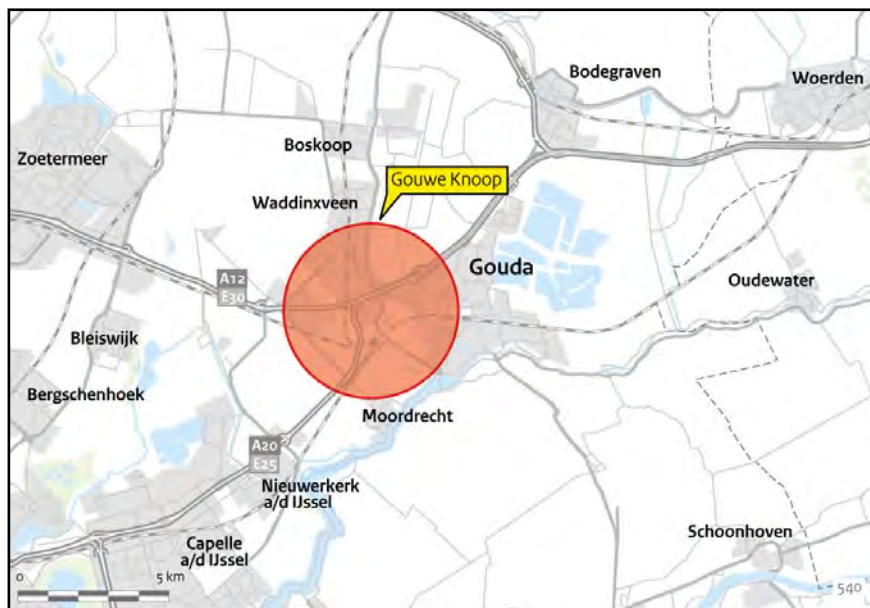 Bodegraven
Woerden
Boskoop
Zoetermeer
Gouwe Knoop
Waddinxveen
Gouda
A12
E30
Oudewater
Bleiswijk
Bergschenhoek
Moordrecht
A20
E25
Nieuwerkerk
a/d IJssel
Schoonhoven
Capelle
a/d IJssel
0
5 km
540